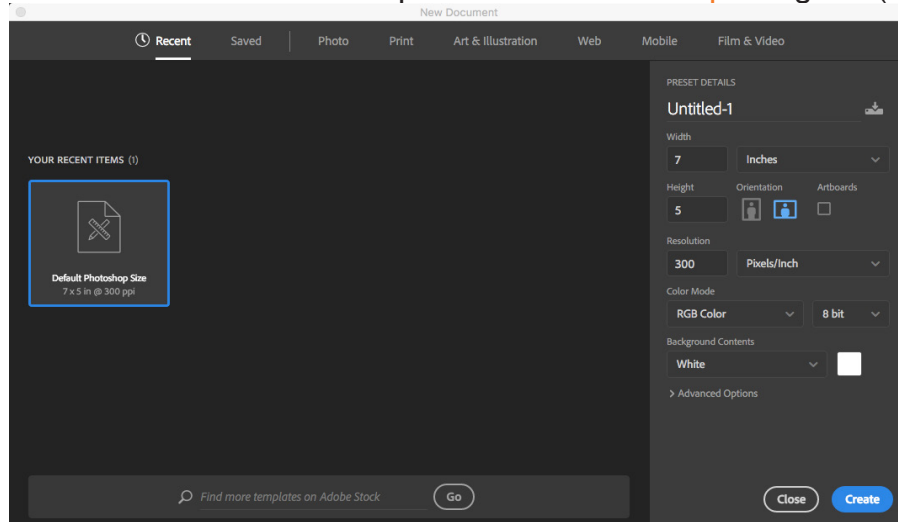 New Document
Recent Saved Photo Print Art & Illustration Web Mobile Film & Video
PRESET DETAILS
Untitled-1
Width
7 Inches
Height Orientation Artboards
5
Resolution
300 Pixels/Inch
Color Mode
RGB Color 8 bit
Background Contents
White
> Advanced Options
YOUR RECENT ITEMS (1)
Default Photoshop Size
7 x 5 in @ 300 ppi
Find more templates on Adobe Stock Go
Close Create